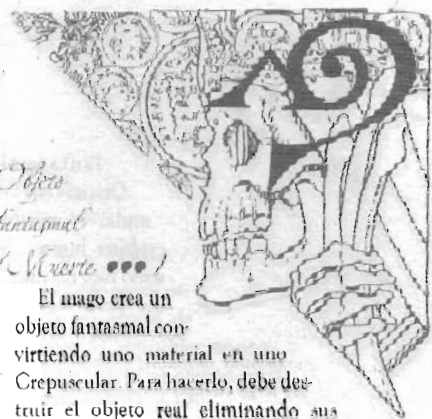 Objeto
fantasmal
(Muerte •••)
El mago crea un
objeto fantasmal con-
virtiendo uno material en uno
Crepuscular. Para hacerlo, debe des-
truir el objeto real eliminando sus